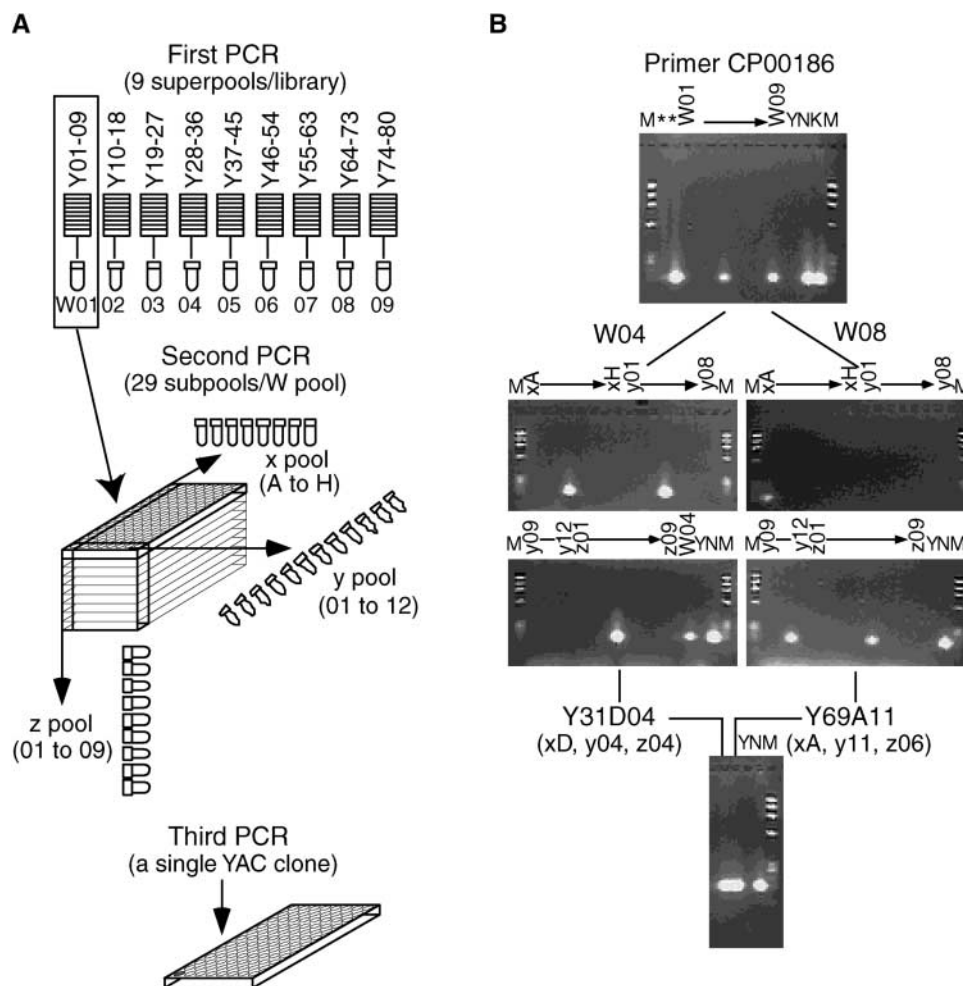 A
First PCR
(9 superpools/library)
Y01-09
Y10-18
Y19-27
Y28-36
Y37-45
Y46-54
Y55-63
Y64-73
Y74-80
W01 02 03 04 05 06 07 08 09
Second PCR
(29 subpools/W pool)
x pool
(A to H)
y pool
(01 to 12)
z pool
(01 to 09)
Third PCR
(a single YAC clone)
B
Primer CP00186
M**W01 W09 YNKM
W04 W08
M xA xH y01 y08 M
M xA xH y01 y08 M
M y09 y12 z01 z09 W04 YNM
M y09 y12 z01 z09 YNM
Y31D04 Y69A11
(xD, y04, z04) YNM (xA, y11, z06)